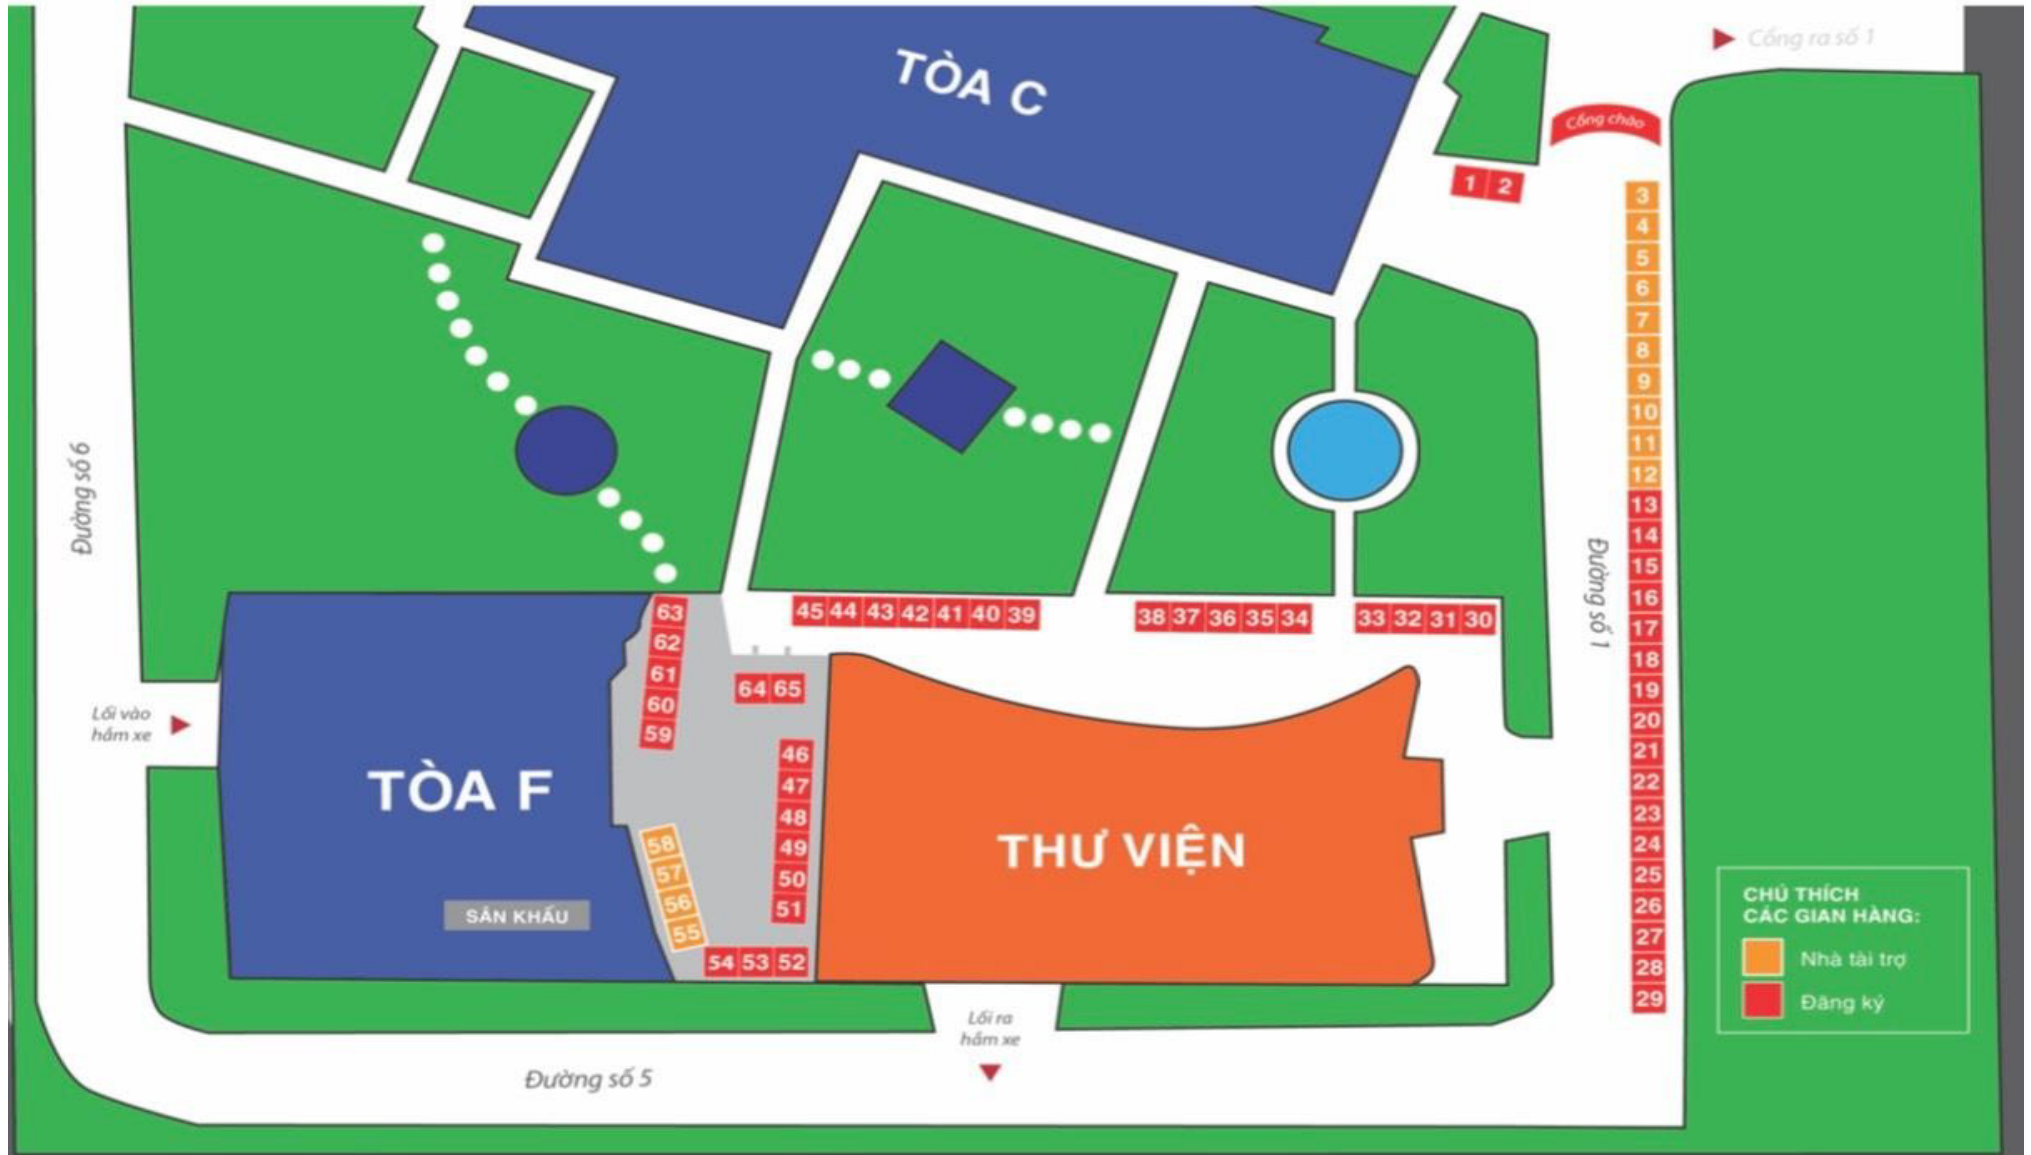 TÒA C
Cổng ra số 1
Cổng chào
1 2
3
4
5
6
7
8
9
10
11
12
13
14
15
16
17
18
19
20
21
22
23
24
25
26
27
28
29
Đường số 6
Đường số 1
63
62
61
60
59
45 44 43 42 41 40 39
38 37 36 35 34
33 32 31 30
64 65
46
47
48
49
50
51
Lối vào
hầm xe
TÒA F
THƯ VIỆN
58
57
56
55
SÂN KHẤU
54 53 52
CHÚ THÍCH
CÁC GIAN HÀNG:
Nhà tài trợ
Đăng ký
Lối ra
hầm xe
Đường số 5